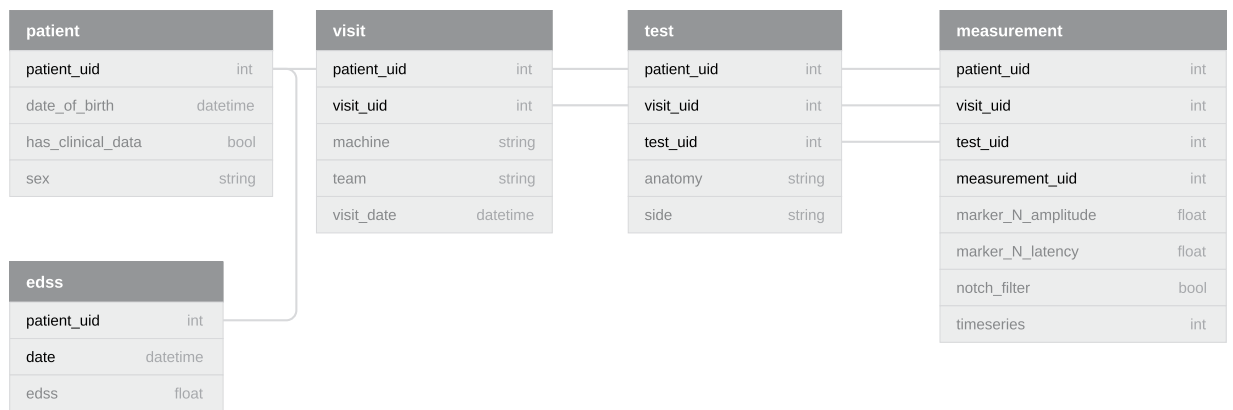 patient
patient_uid int
date_of_birth datetime
has_clinical_data bool
sex string
visit
patient_uid int
visit_uid int
machine string
team string
visit_date datetime
test
patient_uid int
visit_uid int
test_uid int
anatomy string
side string
measurement
patient_uid int
visit_uid int
test_uid int
measurement_uid int
marker_N_amplitude float
marker_N_latency float
notch_filter bool
timeseries int
edss
patient_uid int
date datetime
edss float